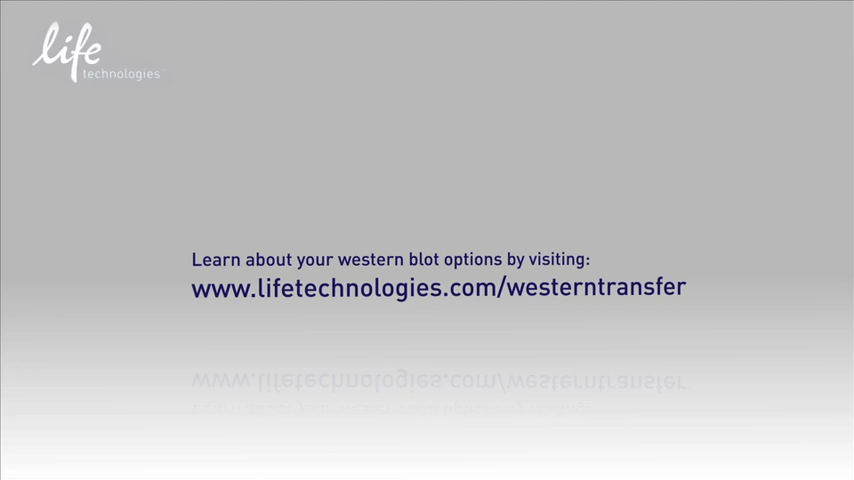 life
technologies
Learn about your western blot options by visiting:
www.lifetechnologies.com/westerntransfer